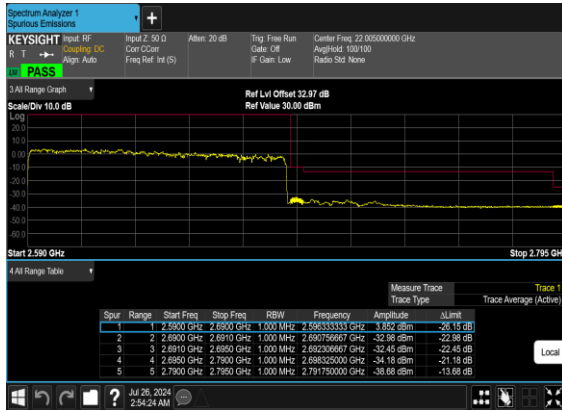 Spectrum Analyzer 1
Spurious Emissions
+
KEYSIGHT
R T
LXI PASS
Input: RF
Coupling: DC
Align: Auto
Input Z: 50 Ω
Corr CCorr
Freq Ref: Int (S)
Atten: 20 dB
Trig: Free Run
Gate: Off
IF Gain: Low
Center Freq: 22.005000000 GHz
Avg|Hold: 100/100
Radio Std: None
3 All Range Graph
Scale/Div 10.0 dB
Ref Lvl Offset 32.97 dB
Ref Value 30.00 dBm
Log
20.0
10.0
0.00
-10.0
-20.0
-30.0
-40.0
-50.0
-60.0
Start 2.590 GHz
Stop 2.795 GH
4 All Range Table
Measure Trace Trace 1
Trace Type Trace Average (Active)
Spur Range Start Freq Stop Freq RBW Frequency Amplitude ΔLimit
1 1 2.5900 GHz 2.6900 GHz 1.000 MHz 2.596333333 GHz 3.852 dBm -26.15 dB
2 2 2.6900 GHz 2.6910 GHz 1.000 MHz 2.690756667 GHz -32.98 dBm -22.98 dB
3 3 2.6910 GHz 2.6950 GHz 1.000 MHz 2.692306667 GHz -32.45 dBm -22.45 dB
4 4 2.6950 GHz 2.7900 GHz 1.000 MHz 2.698325000 GHz -34.18 dBm -21.18 dB
5 5 2.7900 GHz 2.7950 GHz 1.000 MHz 2.791750000 GHz -38.68 dBm -13.68 dB
Local
?
Jul 26, 2024
2:54:24 AM